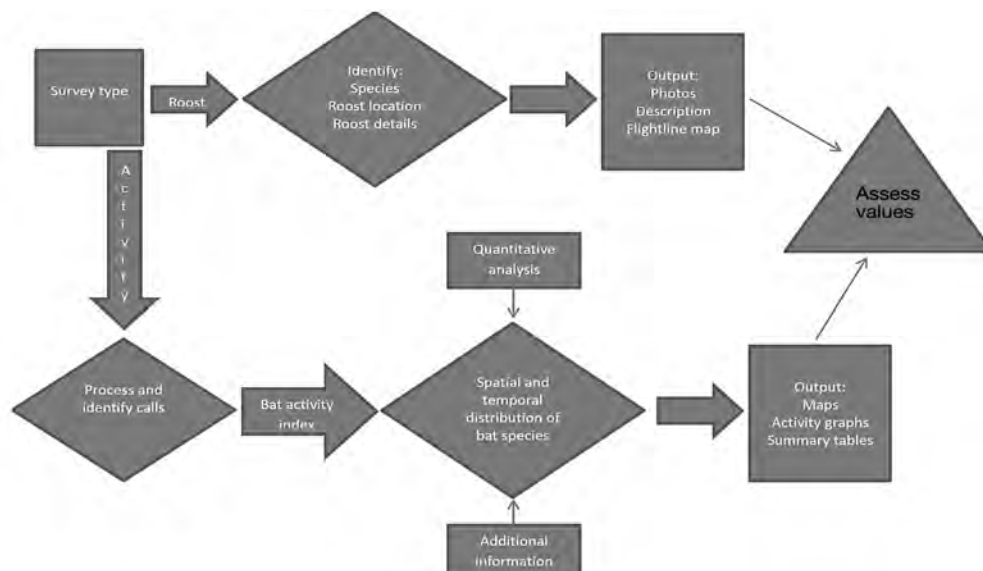 Survey type
Roost
Identify:
Species
Roost location
Roost details
Output:
Photos
Description
Flightline map
Activity
Assess
values
Quantitative
analysis
Process and
identify calls
Bat activity
index
Spatial and
temporal
distribution of
bat species
Output:
Maps
Activity graphs
Summary tables
Additional
information